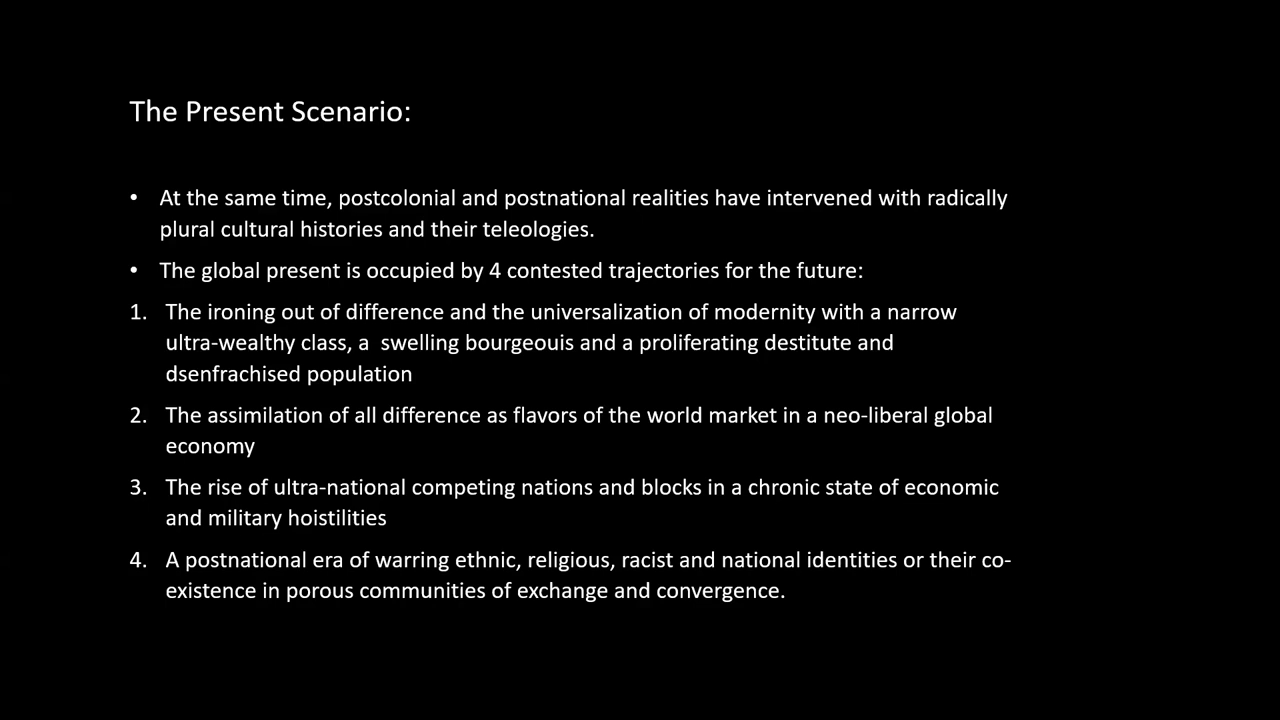 The Present Scenario:
• At the same time, postcolonial and postnational realities have intervened with radically
plural cultural histories and their teleologies.
• The global present is occupied by 4 contested trajectories for the future:
1. The ironing out of difference and the universalization of modernity with a narrow
ultra-wealthy class, a  swelling bourgeouis and a proliferating destitute and
dsenfrachised population
2. The assimilation of all difference as flavors of the world market in a neo-liberal global
economy
3. The rise of ultra-national competing nations and blocks in a chronic state of economic
and military hoistilities
4. A postnational era of warring ethnic, religious, racist and national identities or their co-
existence in porous communities of exchange and convergence.